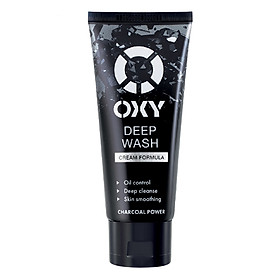 OXY
DEEP
WASH
CREAM FORMULA
Oil control
Deep cleanse
Skin smoothing
CHARCOAL POWER